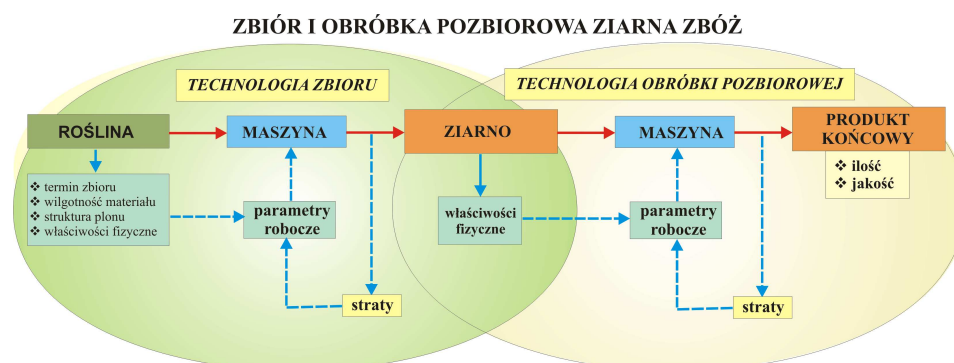 ZBIÓR I OBRÓBKA POZBIOROWA ZIARNA ZBÓŻ
TECHNOLOGIA ZBIORU
TECHNOLOGIA OBRÓBKI POZBIOROWEJ
ROŚLINA
MASZYNA
ZIARNO
MASZYNA
PRODUKT
KOŃCOWY
❖ termin zbioru
❖ wilgotność materiału
❖ struktura plonu
❖ właściwości fizyczne
parametry
robocze
właściwości
fizyczne
parametry
robocze
❖ ilość
❖ jakość
straty
straty